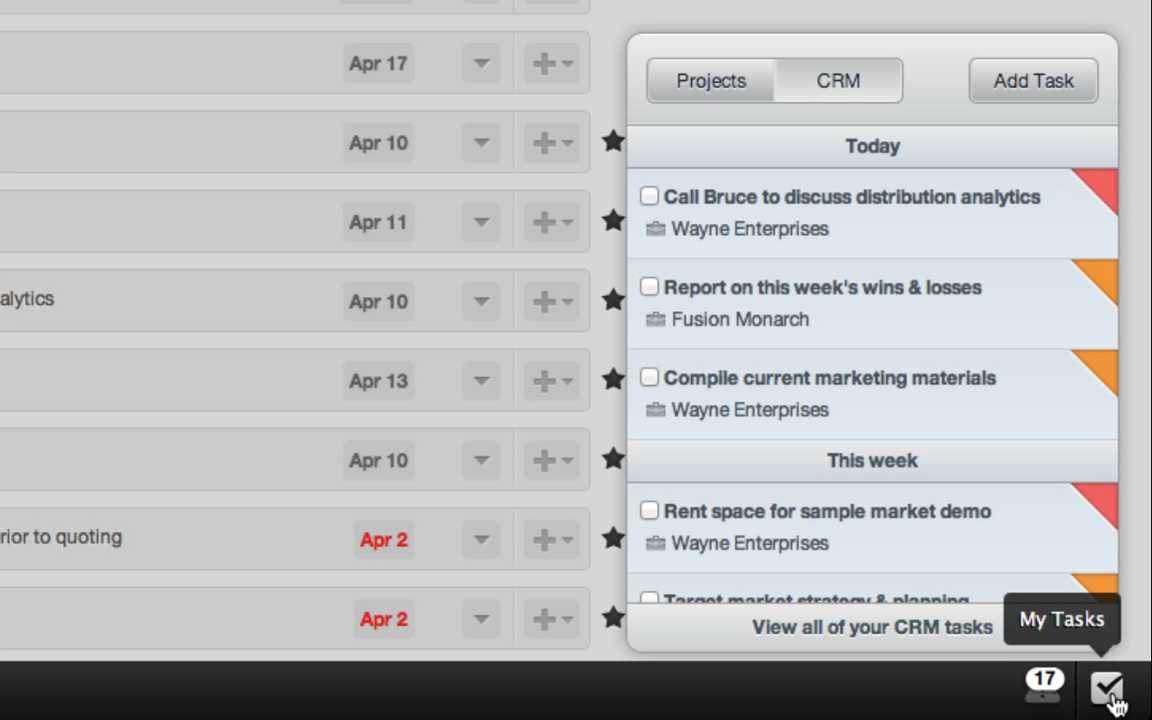 Apr 17
Apr 10
Apr 11
alytics Apr 10
Apr 13
Apr 10
rior to quoting Apr 2
Apr 2
Projects CRM Add Task
Today
Call Bruce to discuss distribution analytics
Wayne Enterprises
Report on this week's wins & losses
Fusion Monarch
Compile current marketing materials
Wayne Enterprises
This week
Rent space for sample market demo
Wayne Enterprises
Target market strategy & planning
View all of your CRM tasks
My Tasks
17